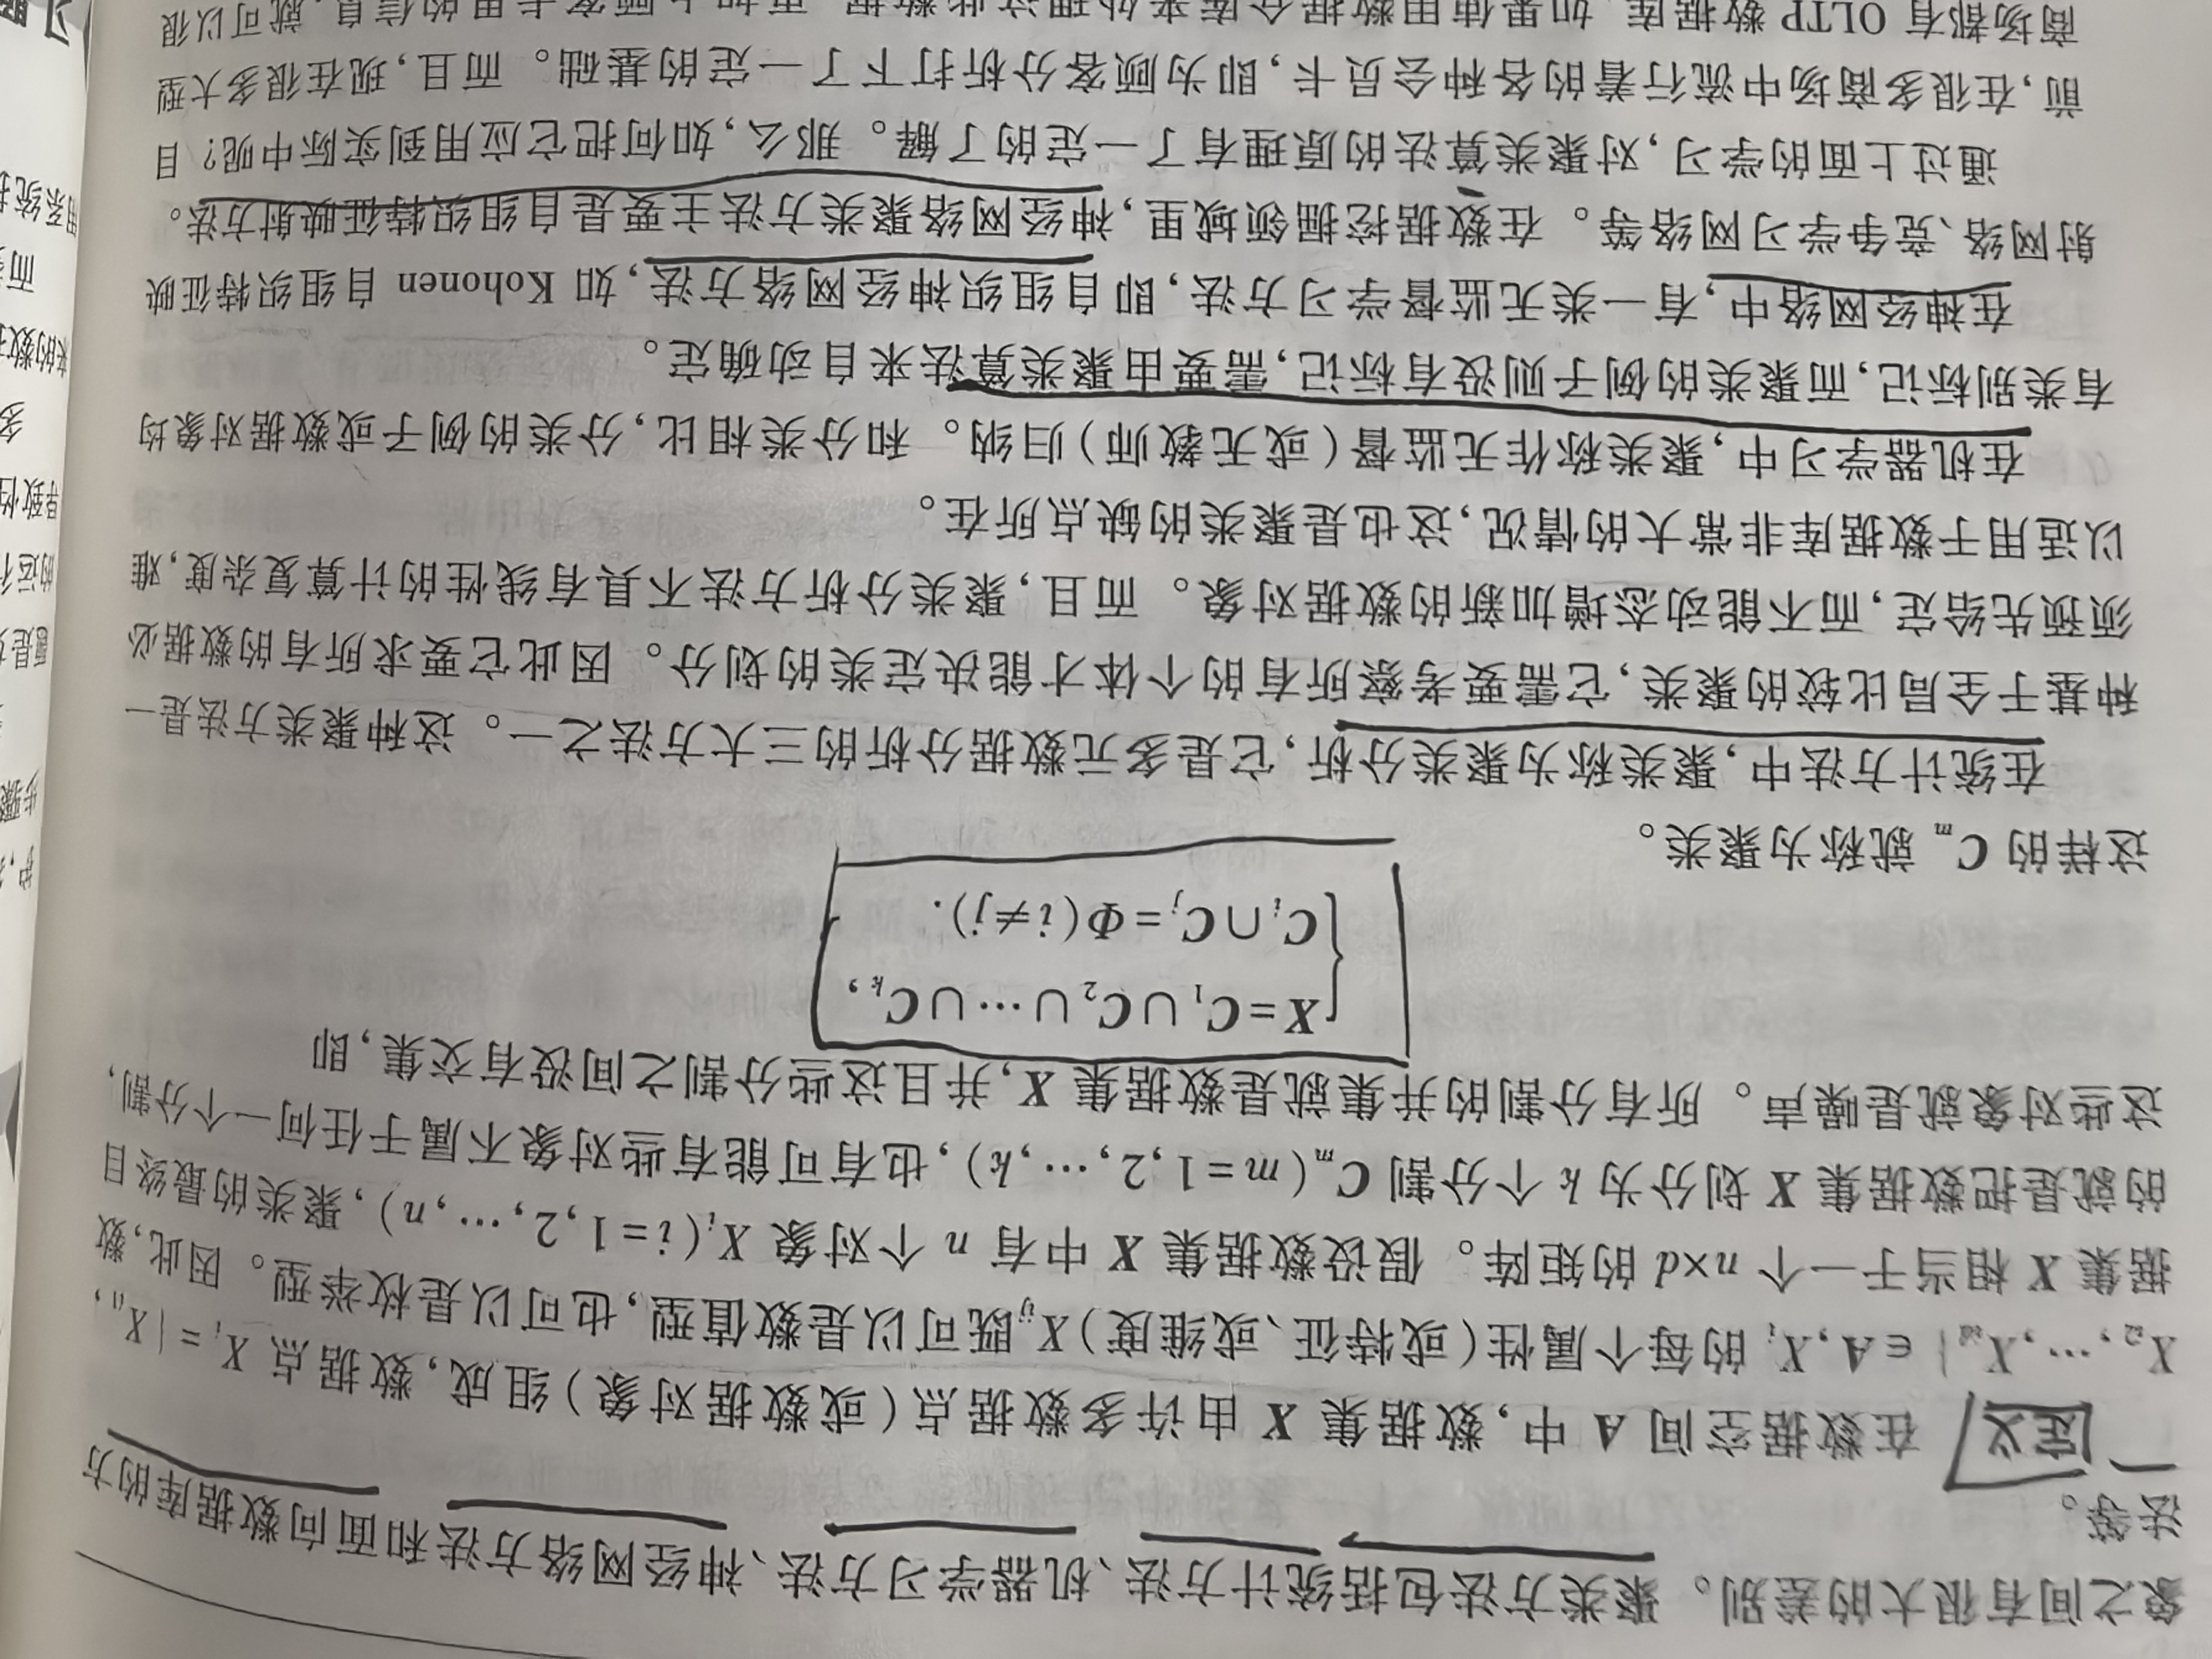 象之间有很大的差别。聚类方法包括统计方法、机器学习方法、神经网络方法和面向数据库的方
法等。
定义 在数据空间 A 中,数据集 X 由许多数据点(或数据对象)组成,数据点 X_i={X_i1,
X_i2,…,X_id}∈A,X_i 的每个属性(或特征、或维度)X_ij既可以是数值型,也可以是枚举型。因此,数
据集 X 相当于一个 n×d 的矩阵。假设数据集 X 中有 n 个对象 X_i(i=1,2,…,n),聚类的最终目
的就是把数据集 X 划分为 k 个分割 C_m(m=1,2,…,k),也有可能有些对象不属于任何一个分割,
这些对象就是噪声。所有分割的并集就是数据集 X,并且这些分割之间没有交集,即
X=C_1∪C_2∪…∪C_k,
C_i∩C_j=Φ(i≠j).
这样的 C_m 就称为聚类。
在统计方法中,聚类称为聚类分析,它是多元数据分析的三大方法之一。这种聚类方法是一
种基于全局比较的聚类,它需要考察所有的个体才能决定类的划分。因此它要求所有的数据必
须预先给定,而不能动态增加新的数据对象。而且,聚类分析方法不具有线性的计算复杂度,难
以适用于数据库非常大的情况,这也是聚类的缺点所在。
在机器学习中,聚类称作无监督(或无教师)归纳。和分类相比,分类的例子或数据对象均
有类别标记,而聚类的例子则没有标记,需要由聚类算法来自动确定。
在神经网络中,有一类无监督学习方法,即自组织神经网络方法,如 Kohonen 自组织特征映
射网络、竞争学习网络等。在数据挖掘领域里,神经网络聚类方法主要是自组织特征映射方法。
通过上面的学习,对聚类算法的原理有了一定的了解。那么,如何把它应用到实际中呢?目
前,在很多商场中流行着的各种会员卡,即为顾客分析打下了一定的基础。而且,现在很多大型
商场都有 OLTP 数据库,如果使用数据仓库来处理这些数据,再加上顾客卡里的信息,就可以很
护,
步骤
题是
的运行
导致性
多
来的数据
而
用系统
习题